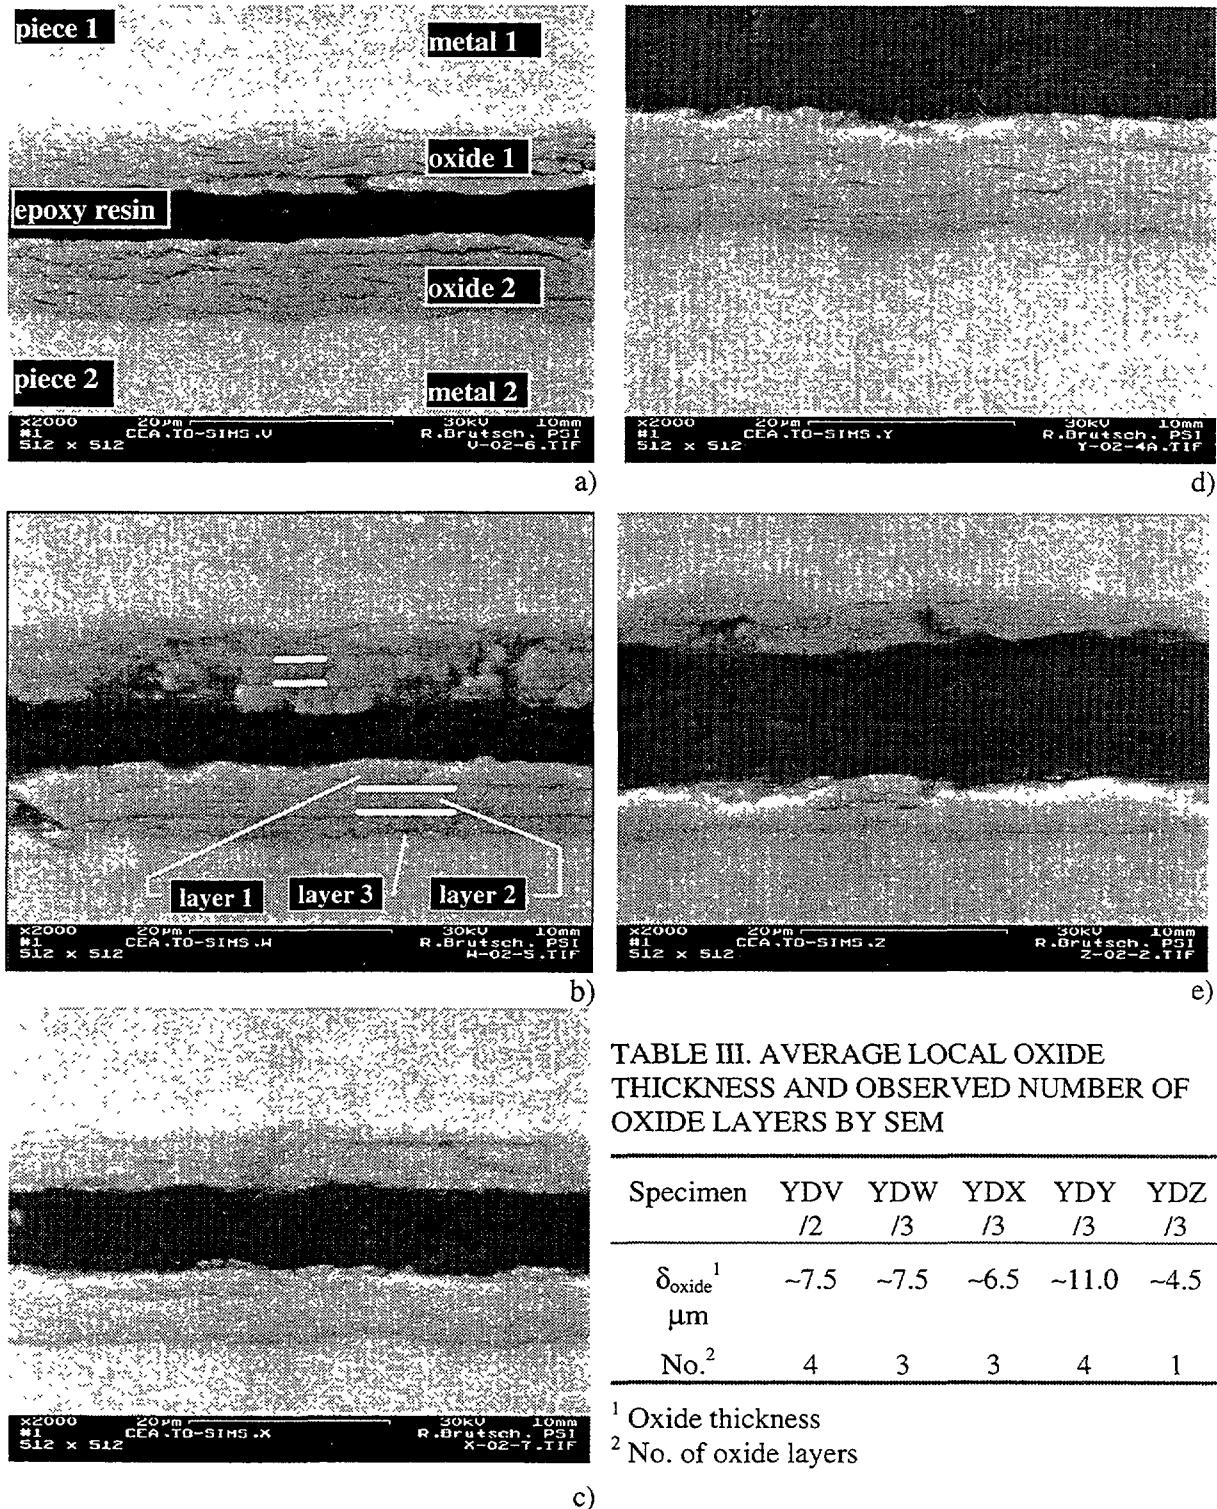 piece 1
metal 1
oxide 1
epoxy resin
oxide 2
piece 2
metal 2
x2000 20µm 30kV 10mm
#1 CEA.TO-SIMS.V R.Brutsch. PSI
512 x 512 V-02-6.TIF
a)
x2000 20µm 30kV 10mm
#1 CEA.TO-SIMS.Y R.Brutsch. PSI
512 x 512 Y-02-4A.TIF
d)
layer 1
layer 3
layer 2
x2000 20µm 30kV 10mm
#1 CEA.TO-SIMS.W R.Brutsch. PSI
512 x 512 W-02-5.TIF
b)
x2000 20µm 30kV 10mm
#1 CEA.TO-SIMS.Z R.Brutsch. PSI
512 x 512 Z-02-2.TIF
e)
x2000 20µm 30kV 10mm
#1 CEA.TO-SIMS.X R.Brutsch. PSI
512 x 512 X-02-7.TIF
c)
TABLE III. AVERAGE LOCAL OXIDE
THICKNESS AND OBSERVED NUMBER OF
OXIDE LAYERS BY SEM
Specimen YDV YDW YDX YDY YDZ
/2 /3 /3 /3 /3
δoxide¹ ~7.5 ~7.5 ~6.5 ~11.0 ~4.5
µm
No.² 4 3 3 4 1
¹ Oxide thickness
² No. of oxide layers